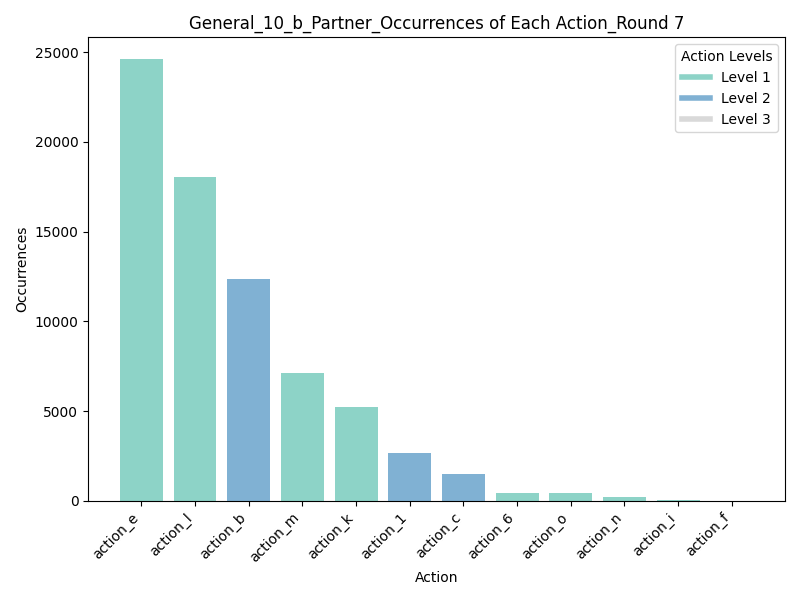 General_10_b_Partner_Occurrences of Each Action_Round 7
Action Levels
Level 1
Level 2
Level 3
Occurrences
25000
20000
15000
10000
5000
0
action_e
action_l
action_b
action_m
action_k
action_1
action_c
action_6
action_o
action_n
action_i
action_f
Action